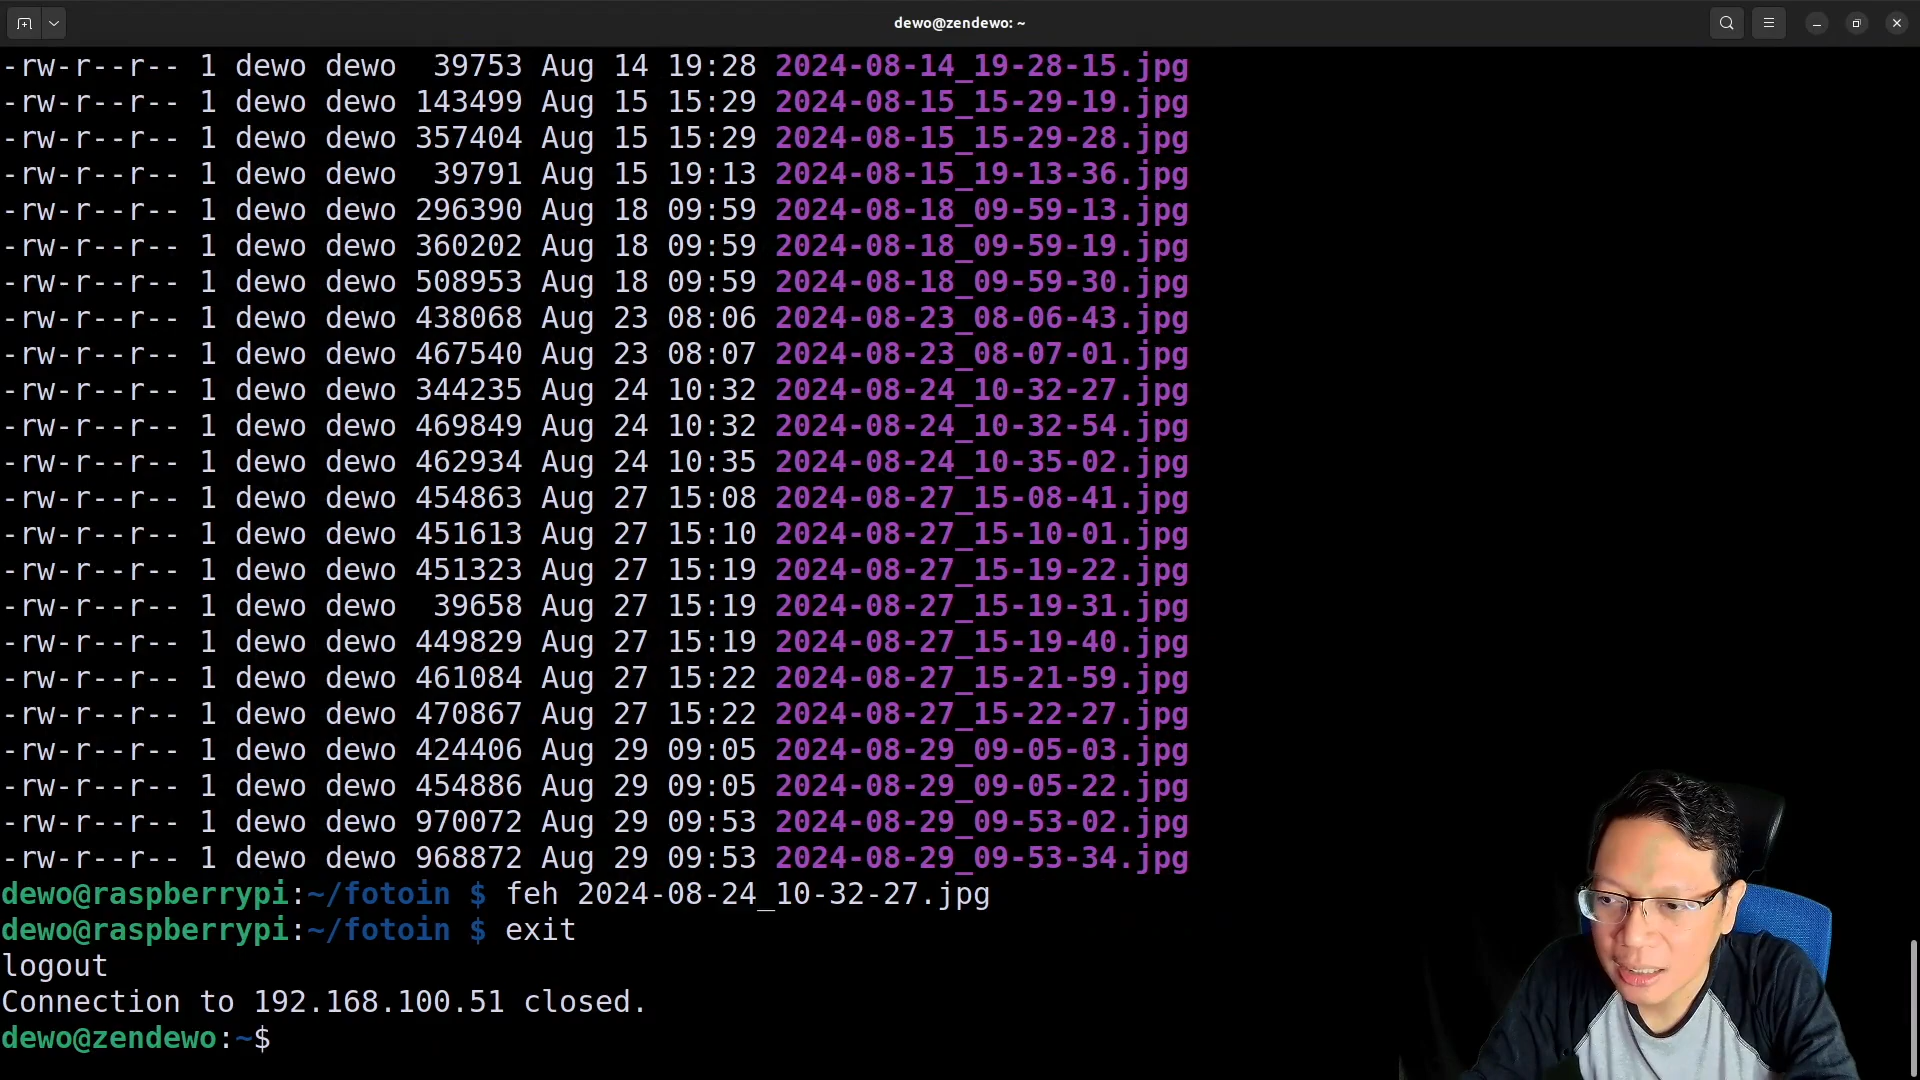 dewo@zendewo: ~
-rw-r--r-- 1 dewo dewo  39753 Aug 14 19:28 2024-08-14_19-28-15.jpg
-rw-r--r-- 1 dewo dewo 143499 Aug 15 15:29 2024-08-15_15-29-19.jpg
-rw-r--r-- 1 dewo dewo 357404 Aug 15 15:29 2024-08-15_15-29-28.jpg
-rw-r--r-- 1 dewo dewo  39791 Aug 15 19:13 2024-08-15_19-13-36.jpg
-rw-r--r-- 1 dewo dewo 296390 Aug 18 09:59 2024-08-18_09-59-13.jpg
-rw-r--r-- 1 dewo dewo 360202 Aug 18 09:59 2024-08-18_09-59-19.jpg
-rw-r--r-- 1 dewo dewo 508953 Aug 18 09:59 2024-08-18_09-59-30.jpg
-rw-r--r-- 1 dewo dewo 438068 Aug 23 08:06 2024-08-23_08-06-43.jpg
-rw-r--r-- 1 dewo dewo 467540 Aug 23 08:07 2024-08-23_08-07-01.jpg
-rw-r--r-- 1 dewo dewo 344235 Aug 24 10:32 2024-08-24_10-32-27.jpg
-rw-r--r-- 1 dewo dewo 469849 Aug 24 10:32 2024-08-24_10-32-54.jpg
-rw-r--r-- 1 dewo dewo 462934 Aug 24 10:35 2024-08-24_10-35-02.jpg
-rw-r--r-- 1 dewo dewo 454863 Aug 27 15:08 2024-08-27_15-08-41.jpg
-rw-r--r-- 1 dewo dewo 451613 Aug 27 15:10 2024-08-27_15-10-01.jpg
-rw-r--r-- 1 dewo dewo 451323 Aug 27 15:19 2024-08-27_15-19-22.jpg
-rw-r--r-- 1 dewo dewo  39658 Aug 27 15:19 2024-08-27_15-19-31.jpg
-rw-r--r-- 1 dewo dewo 449829 Aug 27 15:19 2024-08-27_15-19-40.jpg
-rw-r--r-- 1 dewo dewo 461084 Aug 27 15:22 2024-08-27_15-21-59.jpg
-rw-r--r-- 1 dewo dewo 470867 Aug 27 15:22 2024-08-27_15-22-27.jpg
-rw-r--r-- 1 dewo dewo 424406 Aug 29 09:05 2024-08-29_09-05-03.jpg
-rw-r--r-- 1 dewo dewo 454886 Aug 29 09:05 2024-08-29_09-05-22.jpg
-rw-r--r-- 1 dewo dewo 970072 Aug 29 09:53 2024-08-29_09-53-02.jpg
-rw-r--r-- 1 dewo dewo 968872 Aug 29 09:53 2024-08-29_09-53-34.jpg
dewo@raspberrypi:~/fotoin $ feh 2024-08-24_10-32-27.jpg
dewo@raspberrypi:~/fotoin $ exit
logout
Connection to 192.168.100.51 closed.
dewo@zendewo:~$